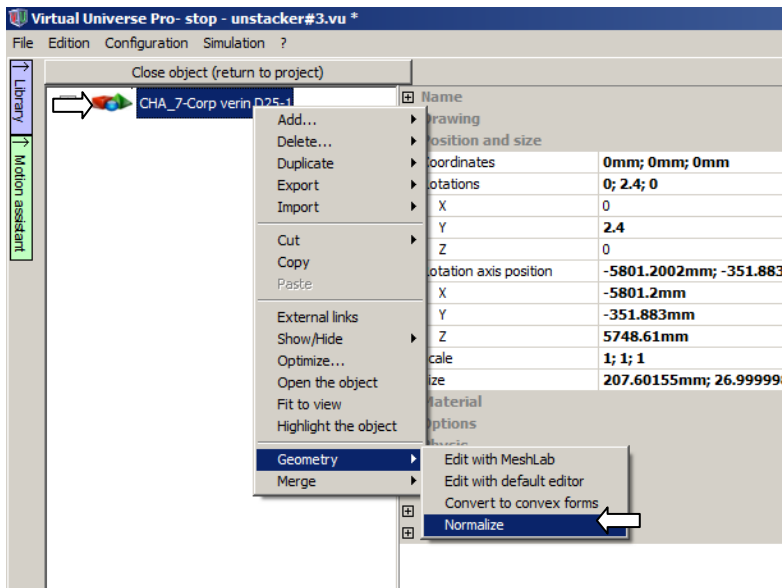 Virtual Universe Pro- stop - unstacker#3.vu *
File Edition Configuration Simulation ?
Library
Motion assistant
Close object (return to project)
CHA_7-Corp verin D25-1
Add...
Delete...
Duplicate
Export
Import
Cut
Copy
Paste
External links
Show/Hide
Optimize...
Open the object
Fit to view
Highlight the object
Geometry
Merge
Edit with MeshLab
Edit with default editor
Convert to convex forms
Normalize
Name
rawing
osition and size
oordinates 0mm; 0mm; 0mm
otations 0; 2.4; 0
X 0
Y 2.4
Z 0
otation axis position -5801.2002mm; -351.883
X -5801.2mm
Y -351.883mm
Z 5748.61mm
cale 1; 1; 1
ize 207.60155mm; 26.99999
aterial
ptions